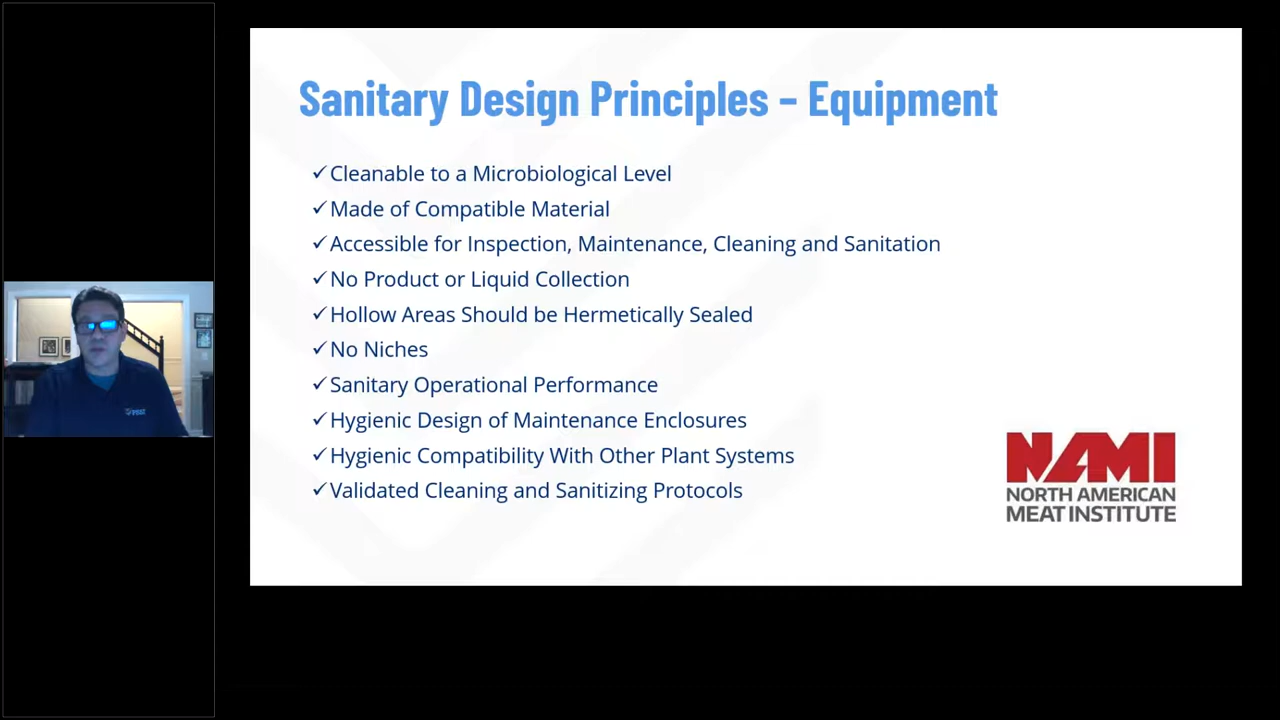 Sanitary Design Principles – Equipment
✓Cleanable to a Microbiological Level
✓Made of Compatible Material
✓Accessible for Inspection, Maintenance, Cleaning and Sanitation
✓No Product or Liquid Collection
✓Hollow Areas Should be Hermetically Sealed
✓No Niches
✓Sanitary Operational Performance
✓Hygienic Design of Maintenance Enclosures
✓Hygienic Compatibility With Other Plant Systems
✓Validated Cleaning and Sanitizing Protocols
NAMI
NORTH AMERICAN
MEAT INSTITUTE